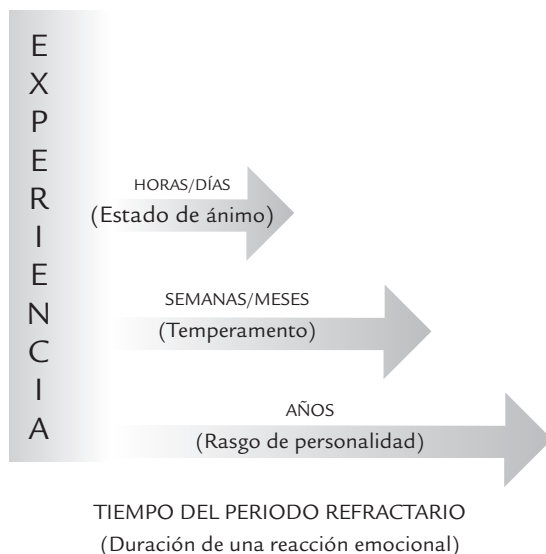 EXPERIENCIA
HORAS/DÍAS
(Estado de ánimo)
SEMANAS/MESES
(Temperamento)
AÑOS
(Rasgo de personalidad)
TIEMPO DEL PERIODO REFRACTARIO
(Duración de una reacción emocional)